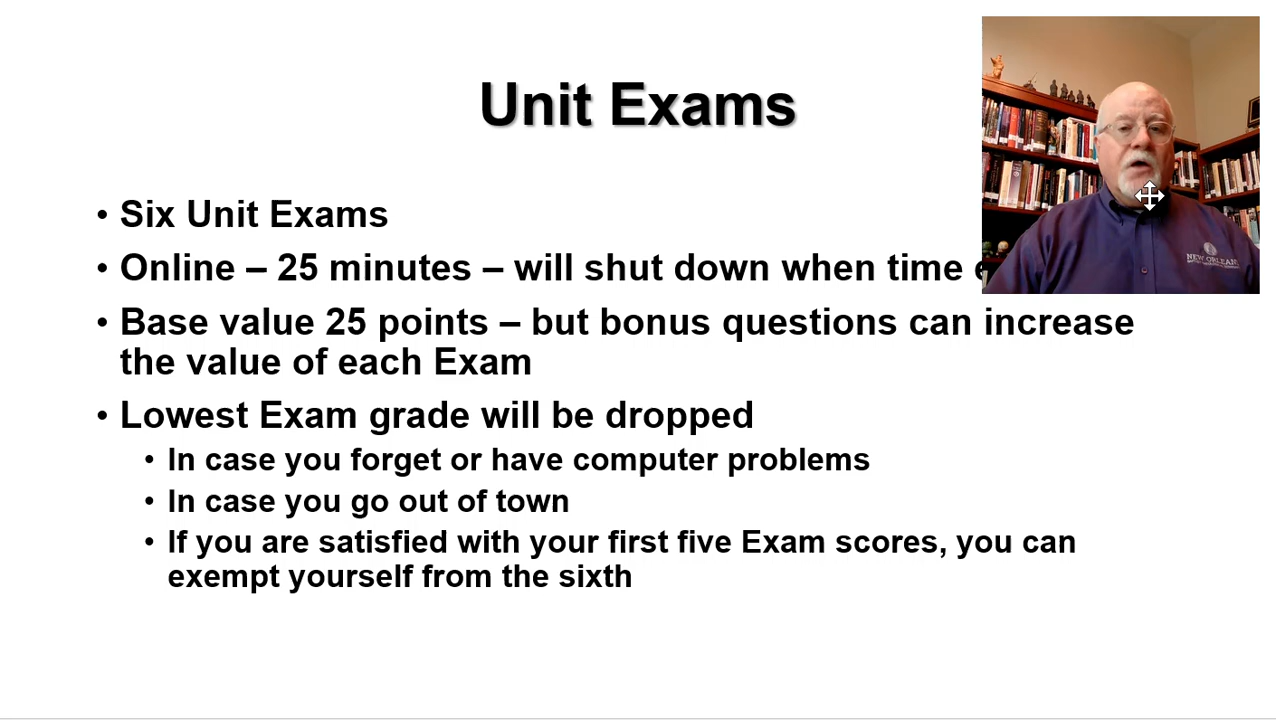 Unit Exams
• Six Unit Exams
• Online – 25 minutes – will shut down when time
• Base value 25 points – but bonus questions can increase
the value of each Exam
• Lowest Exam grade will be dropped
• In case you forget or have computer problems
• In case you go out of town
• If you are satisfied with your first five Exam scores, you can
exempt yourself from the sixth
NEW ORLEANS